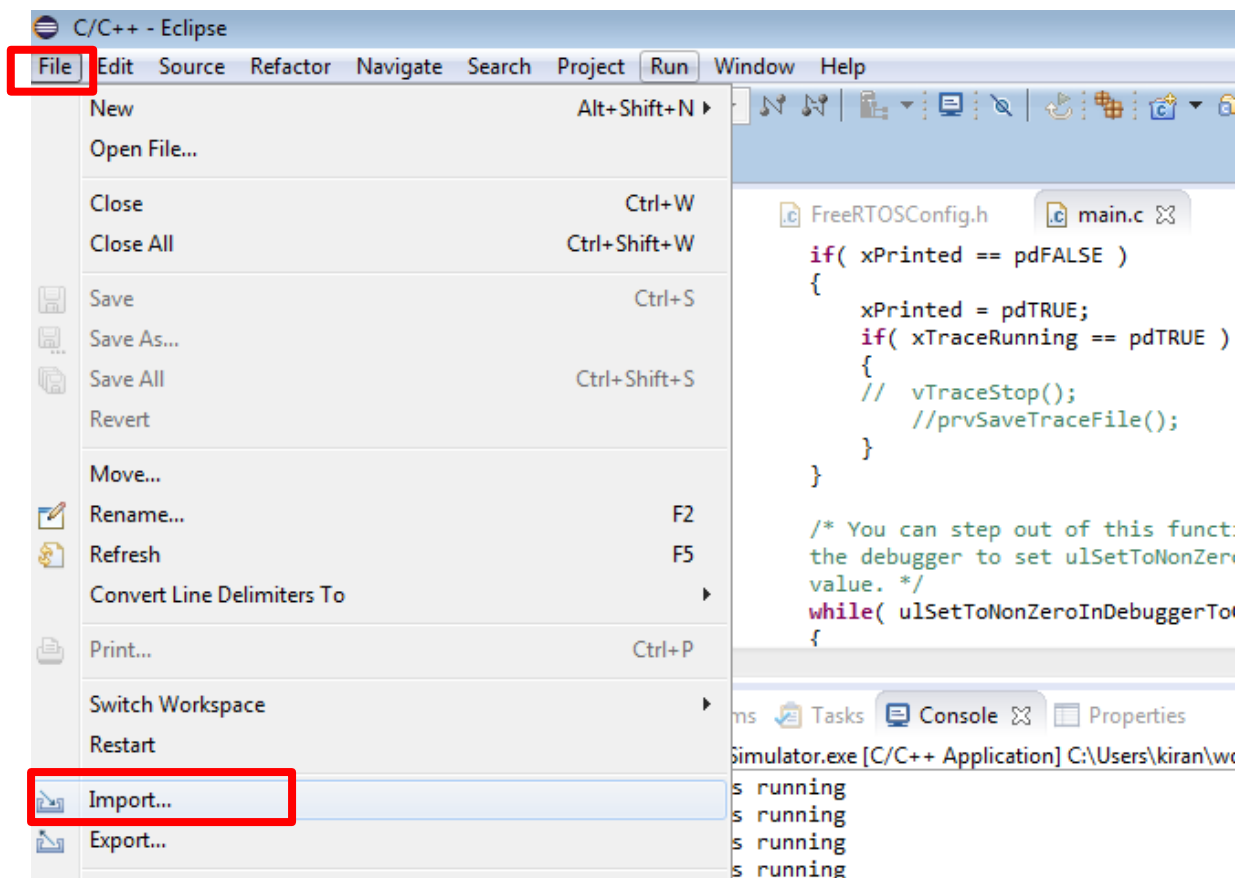 C/C++ - Eclipse
File Edit Source Refactor Navigate Search Project Run Window Help
New Alt+Shift+N
Open File...
Close Ctrl+W
Close All Ctrl+Shift+W
Save Ctrl+S
Save As...
Save All Ctrl+Shift+S
Revert
Move...
Rename... F2
Refresh F5
Convert Line Delimiters To
Print... Ctrl+P
Switch Workspace
Restart
Import...
Export...
FreeRTOSConfig.h main.c
if( xPrinted == pdFALSE )
{
xPrinted = pdTRUE;
if( xTraceRunning == pdTRUE )
{
// vTraceStop();
//prvSaveTraceFile();
}
}
/* You can step out of this functi
the debugger to set ulSetToNonZer
value. */
while( ulSetToNonZeroInDebuggerTo
{
ms Tasks Console Properties
Simulator.exe [C/C++ Application] C:\Users\kiran\wo
s running
s running
s running
s running